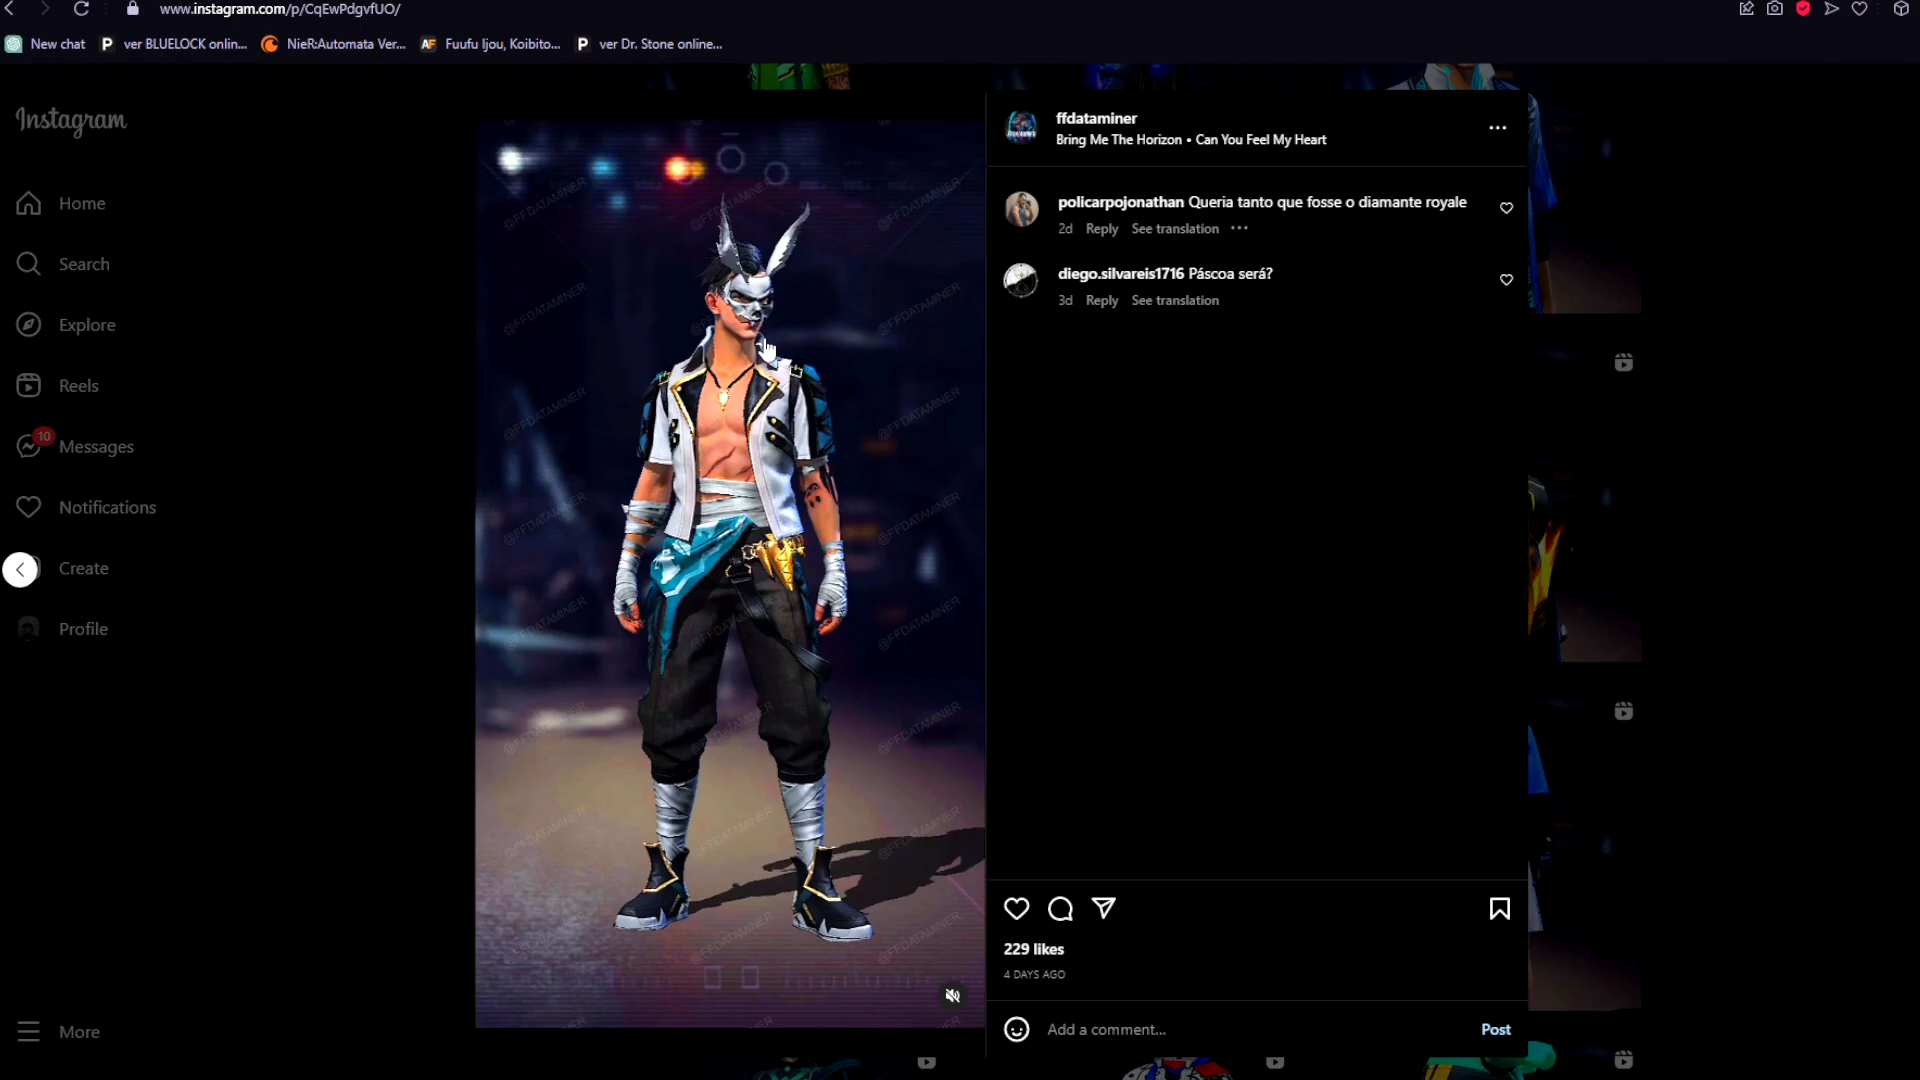 www.instagram.com/p/CqEwPdgvfUO/
New chat
ver BLUELOCK onlin...
NieR:Automata Ver...
AF
Fuufu Ijou, Koibito...
ver Dr. Stone online...
Instagram
Home
Search
Explore
Reels
10
Messages
Notifications
Create
Profile
More
@FFDATAMINER
ffdataminer
Bring Me The Horizon • Can You Feel My Heart
policarpojonathan Queria tanto que fosse o diamante royale
2d Reply See translation
diego.silvareis1716 Páscoa será?
3d Reply See translation
229 likes
4 DAYS AGO
Add a comment...
Post